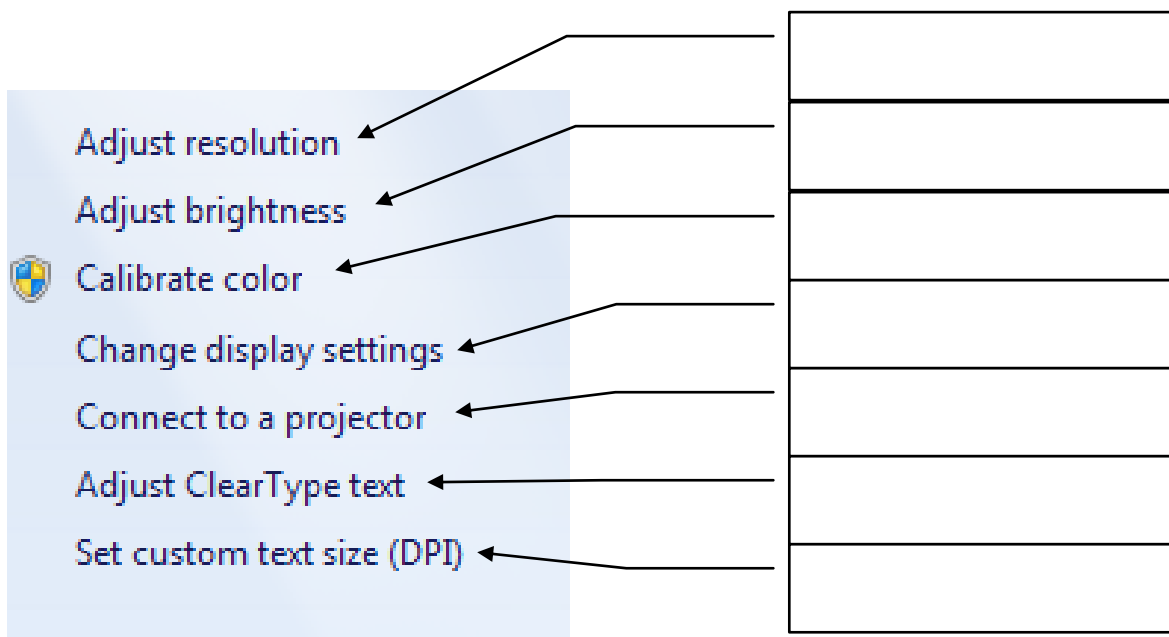 Adjust resolution
Adjust brightness
Calibrate color
Change display settings
Connect to a projector
Adjust ClearType text
Set custom text size (DPI)